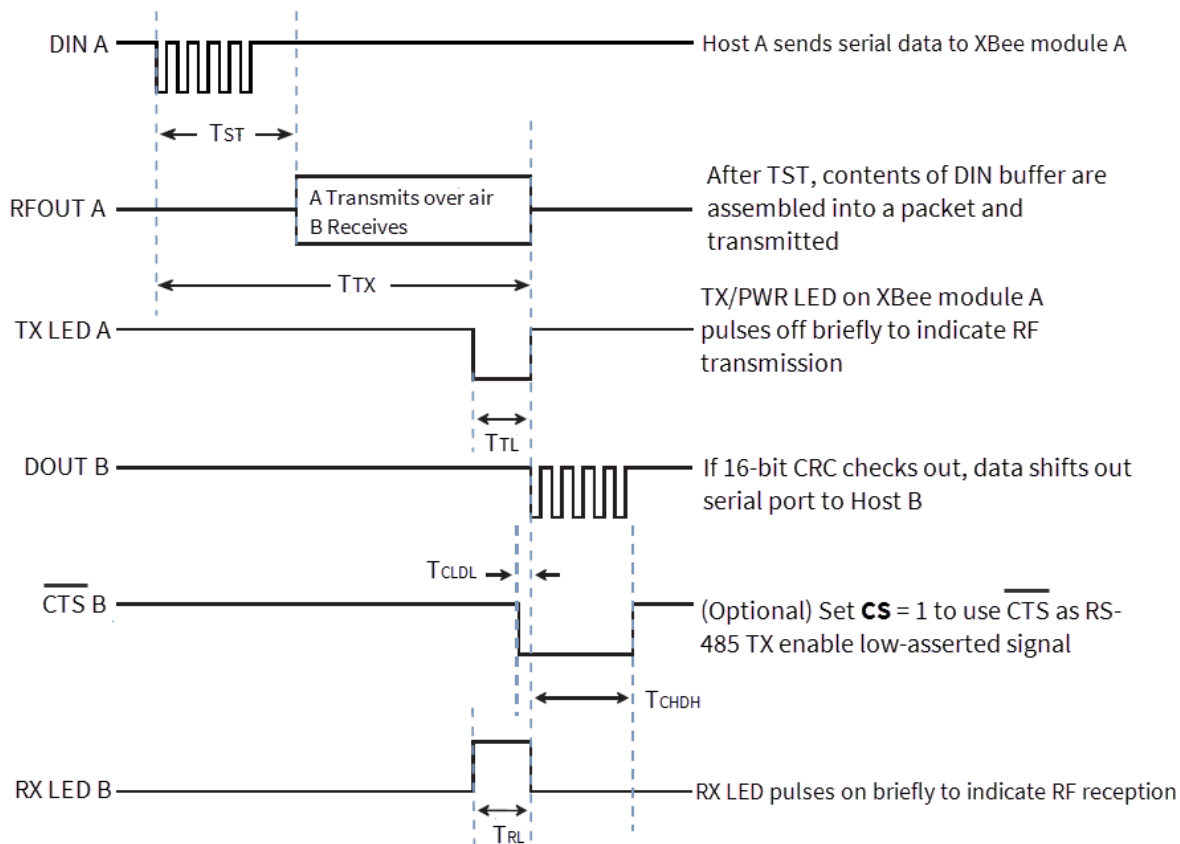 DIN A
Host A sends serial data to XBee module A
TST
RFOUT A
A Transmits over air
B Receives
After TST, contents of DIN buffer are
assembled into a packet and
transmitted
TTX
TX LED A
TX/PWR LED on XBee module A
pulses off briefly to indicate RF
transmission
TTL
DOUT B
If 16-bit CRC checks out, data shifts out
serial port to Host B
TCLDL
CTS B
(Optional) Set CS = 1 to use CTS as RS-
485 TX enable low-asserted signal
TCHDH
RX LED B
RX LED pulses on briefly to indicate RF reception
TRL